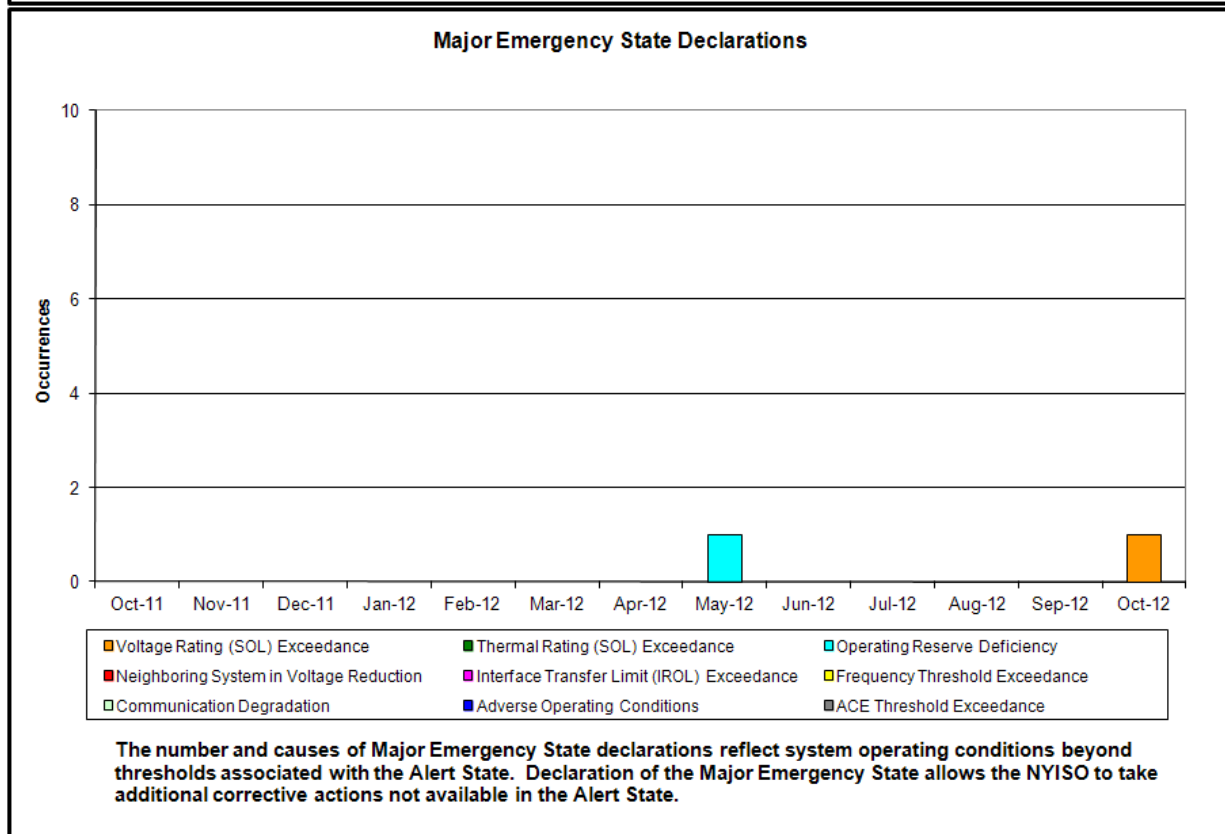 Major Emergency State Declarations
10
8
6
4
2
0
Occurrences
Oct-11 Nov-11 Dec-11 Jan-12 Feb-12 Mar-12 Apr-12 May-12 Jun-12 Jul-12 Aug-12 Sep-12 Oct-12
Voltage Rating (SOL) Exceedance Thermal Rating (SOL) Exceedance Operating Reserve Deficiency
Neighboring System in Voltage Reduction Interface Transfer Limit (IROL) Exceedance Frequency Threshold Exceedance
Communication Degradation Adverse Operating Conditions ACE Threshold Exceedance
The number and causes of Major Emergency State declarations reflect system operating conditions beyond
thresholds associated with the Alert State.  Declaration of the Major Emergency State allows the NYISO to take
additional corrective actions not available in the Alert State.